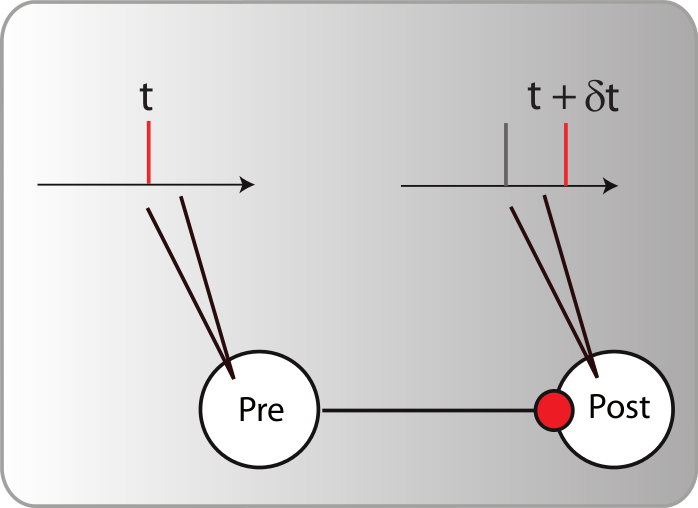 t
t + δt
Pre
Post